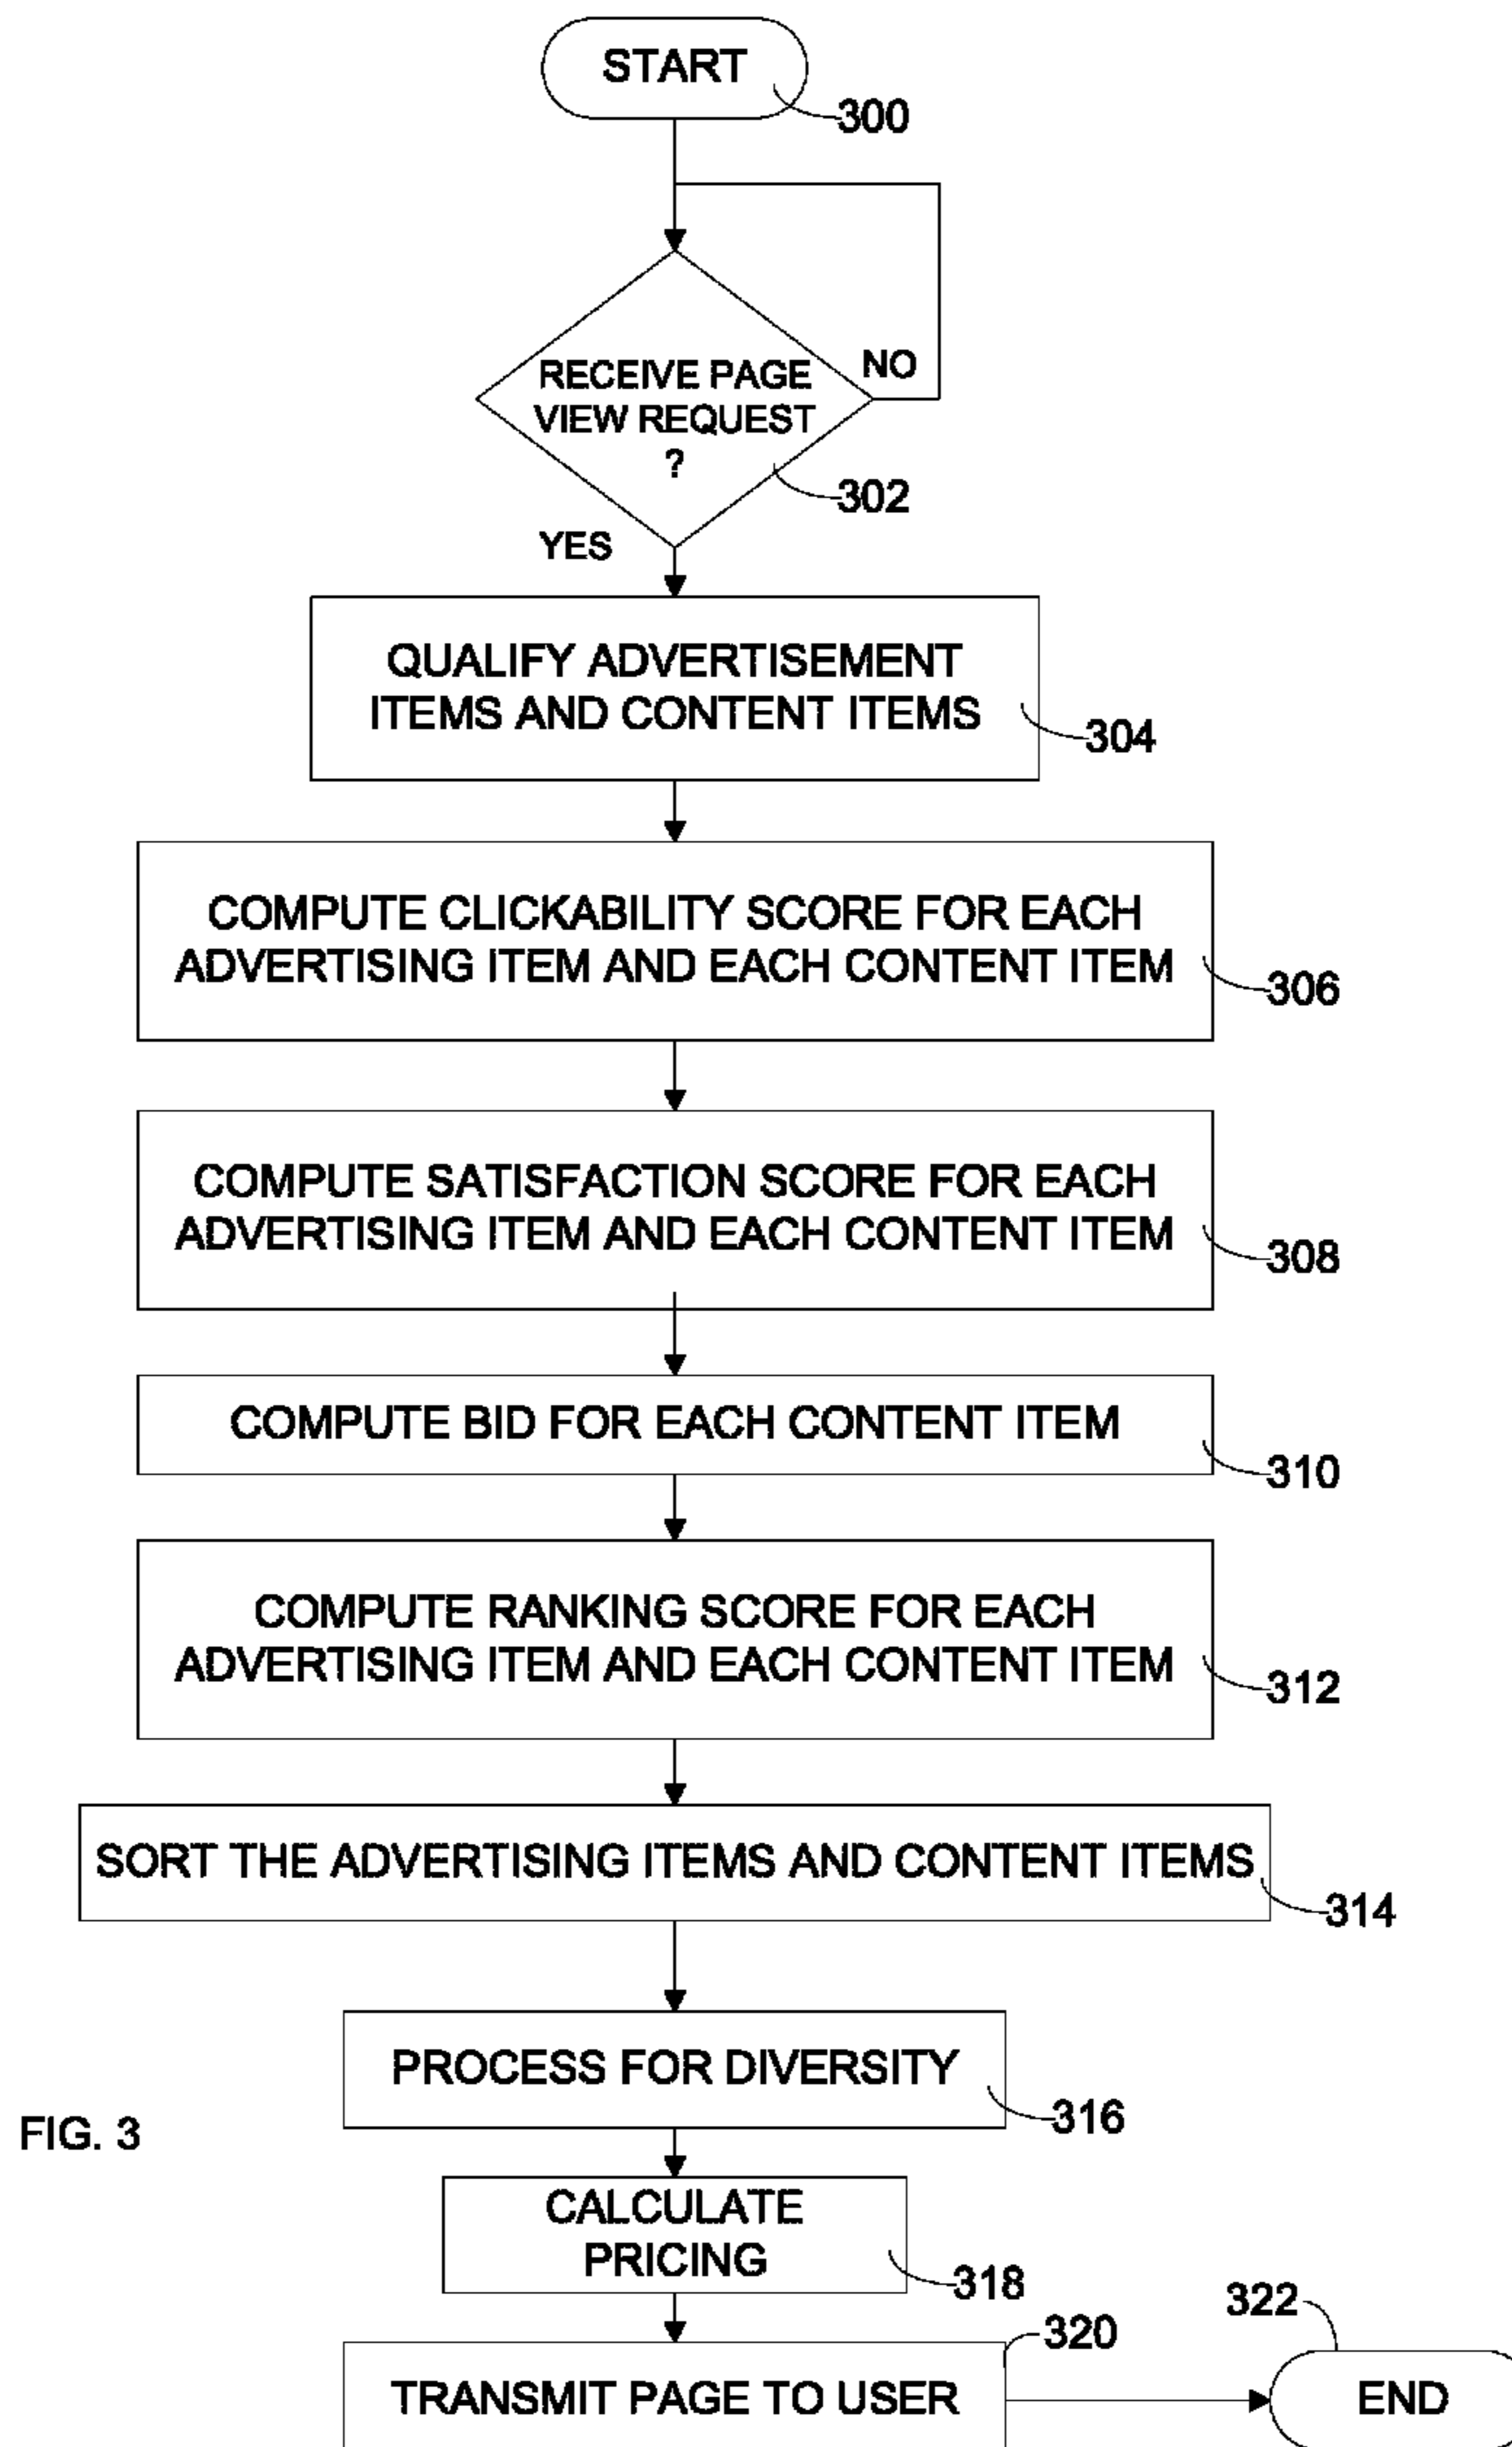 START
300
RECEIVE PAGE
VIEW REQUEST
?
NO
302
YES
QUALIFY ADVERTISEMENT
ITEMS AND CONTENT ITEMS
304
COMPUTE CLICKABILITY SCORE FOR EACH
ADVERTISING ITEM AND EACH CONTENT ITEM
306
COMPUTE SATISFACTION SCORE FOR EACH
ADVERTISING ITEM AND EACH CONTENT ITEM
308
COMPUTE BID FOR EACH CONTENT ITEM
310
COMPUTE RANKING SCORE FOR EACH
ADVERTISING ITEM AND EACH CONTENT ITEM
312
SORT THE ADVERTISING ITEMS AND CONTENT ITEMS
314
PROCESS FOR DIVERSITY
316
FIG. 3
CALCULATE
PRICING
318
320
322
TRANSMIT PAGE TO USER
END